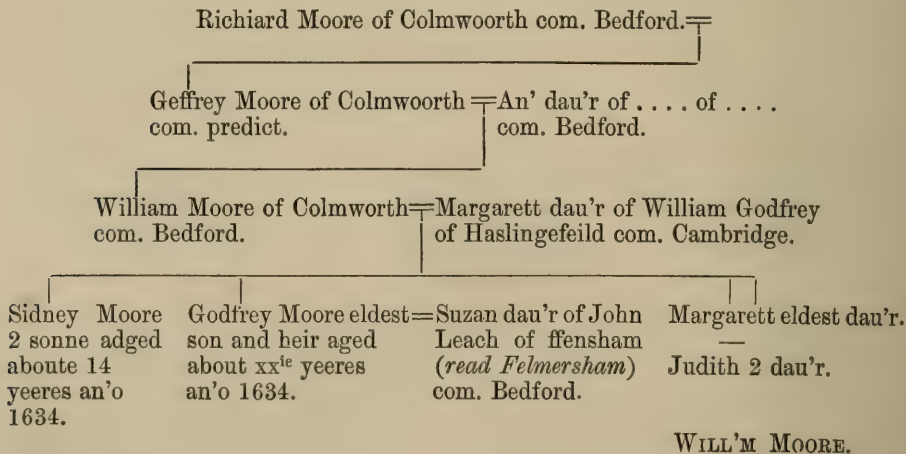 Richiard Moore of Colmwoorth com. Bedford.
Geffrey Moore of Colmwoorth
com. predict.
An' dau'r of . . . . of . . . .
com. Bedford.
William Moore of Colmworth
com. Bedford.
Margarett dau'r of William Godfrey
of Haslingefeild com. Cambridge.
Sidney Moore
2 sonne adged
aboute 14
yeeres an'o
1634.
Godfrey Moore eldest
son and heir aged
about xxⁱᵉ yeeres
an'o 1634.
Suzan dau'r of John
Leach of ffensham
(read Felmersham)
com. Bedford.
Margarett eldest dau'r.
—
Judith 2 dau'r.
WILL'M MOORE.